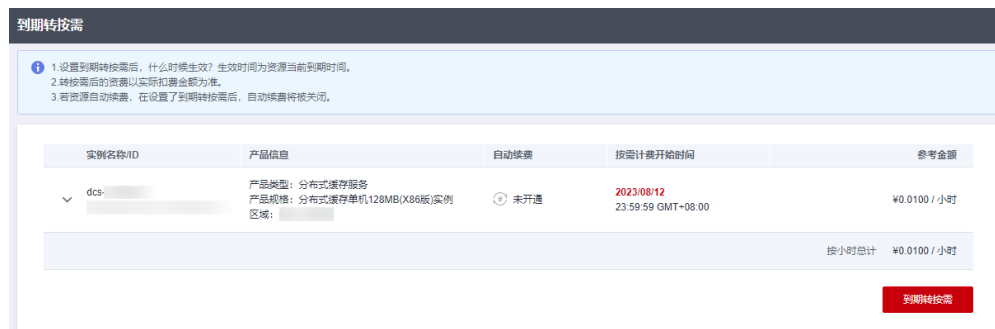 到期转按需
1.设置到期转按需后，什么时候生效？生效时间为资源当前到期时间。
2.转按需后的资费以实际扣费金额为准。
3.若资源自动续费，在设置了到期转按需后，自动续费将被关闭。
实例名称/ID 产品信息 自动续费 按需计费开始时间 参考金额
dcs-
产品类型：分布式缓存服务
产品规格：分布式缓存单机128MB(X86版)实例
区域：
未开通
2023/08/12
23:59:59 GMT+08:00
¥0.0100 / 小时
按小时总计 ¥0.0100 / 小时
到期转按需